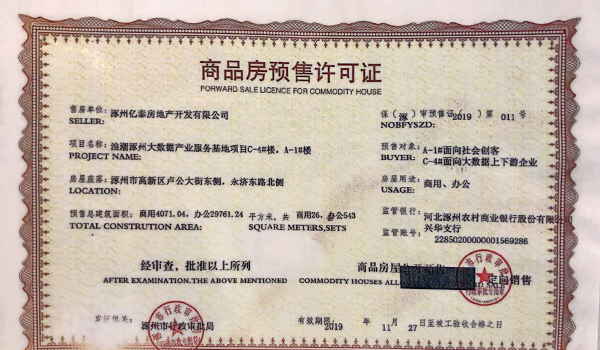 商品房预售许可证
FORWARD SALE LICENCE FOR COMMODITY HOUSE
售房单位：涿州亿泰房地产开发有限公司
SELLER:
保（涿）审预售证（2019）第 011 号
NOBFYSZD:
项目名称：浪潮涿州大数据产业服务基地项目C-4#楼，A-1#楼
PROJECT NAME:
预售对象：A-1#面向社会创客
BUYER: C-4#面向大数据上下游企业
房屋座落：涿州市高新区卢公大街东侧，永济东路北侧
LOCATION:
房屋用途：商用、办公
USAGE:
预售总建筑面积：商用4071.04，办公29761.24 平方米，共 商用26，办公543
TOTAL CONSTRUTION AREA: SQUARE METERS,SETS
监管银行：河北涿州农村商业银行股份有限公司
兴华支行
监管账号：22850200000001569286
经审查，批准以上所列
AFTER EXAMINATION.THE ABOVE MENTIONED
商品房屋 定向销售
COMMODITY HOUSES
发证机关：涿州市行政审批局
有效期限：2019 年 11 月 27 日至竣工验收合格之日